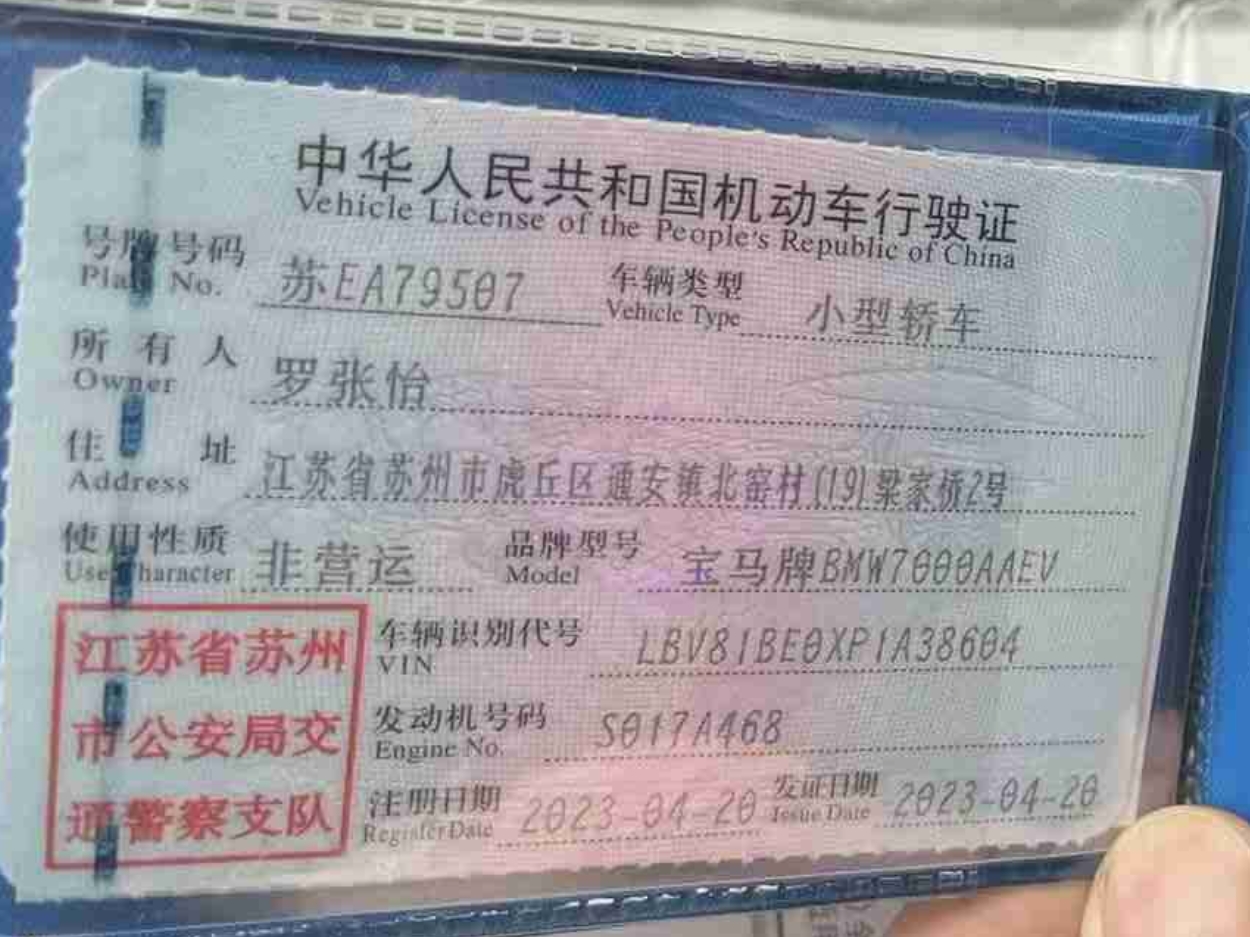 中华人民共和国机动车行驶证
Vehicle License of the People's Republic of China
号牌号码 苏EA79507 车辆类型 小型轿车
Plate No. Vehicle Type
所有人 罗张怡
Owner
住址 江苏省苏州市虎丘区通安镇北窑村(19)梁家桥2号
Address
使用性质 非营运 品牌型号 宝马牌BMW7000AAEV
Use Character Model
江苏省苏州
市公安局交
通警察支队
车辆识别代号 LBV81BE0XP1A38604
VIN
发动机号码 S017A468
Engine No.
注册日期 2023-04-20 发证日期 2023-04-20
Register Date Issue Date